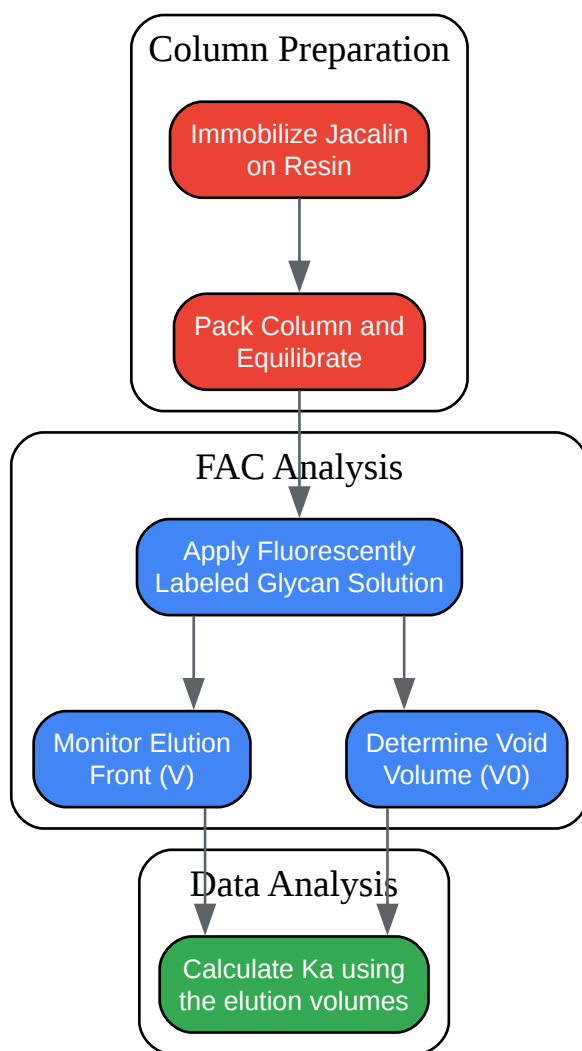 Column Preparation
Immobilize Jacalin
on Resin
Pack Column and
Equilibrate
FAC Analysis
Apply Fluorescently
Labeled Glycan Solution
Monitor Elution
Front (V)
Determine Void
Volume (V0)
Data Analysis
Calculate Ka using
the elution volumes